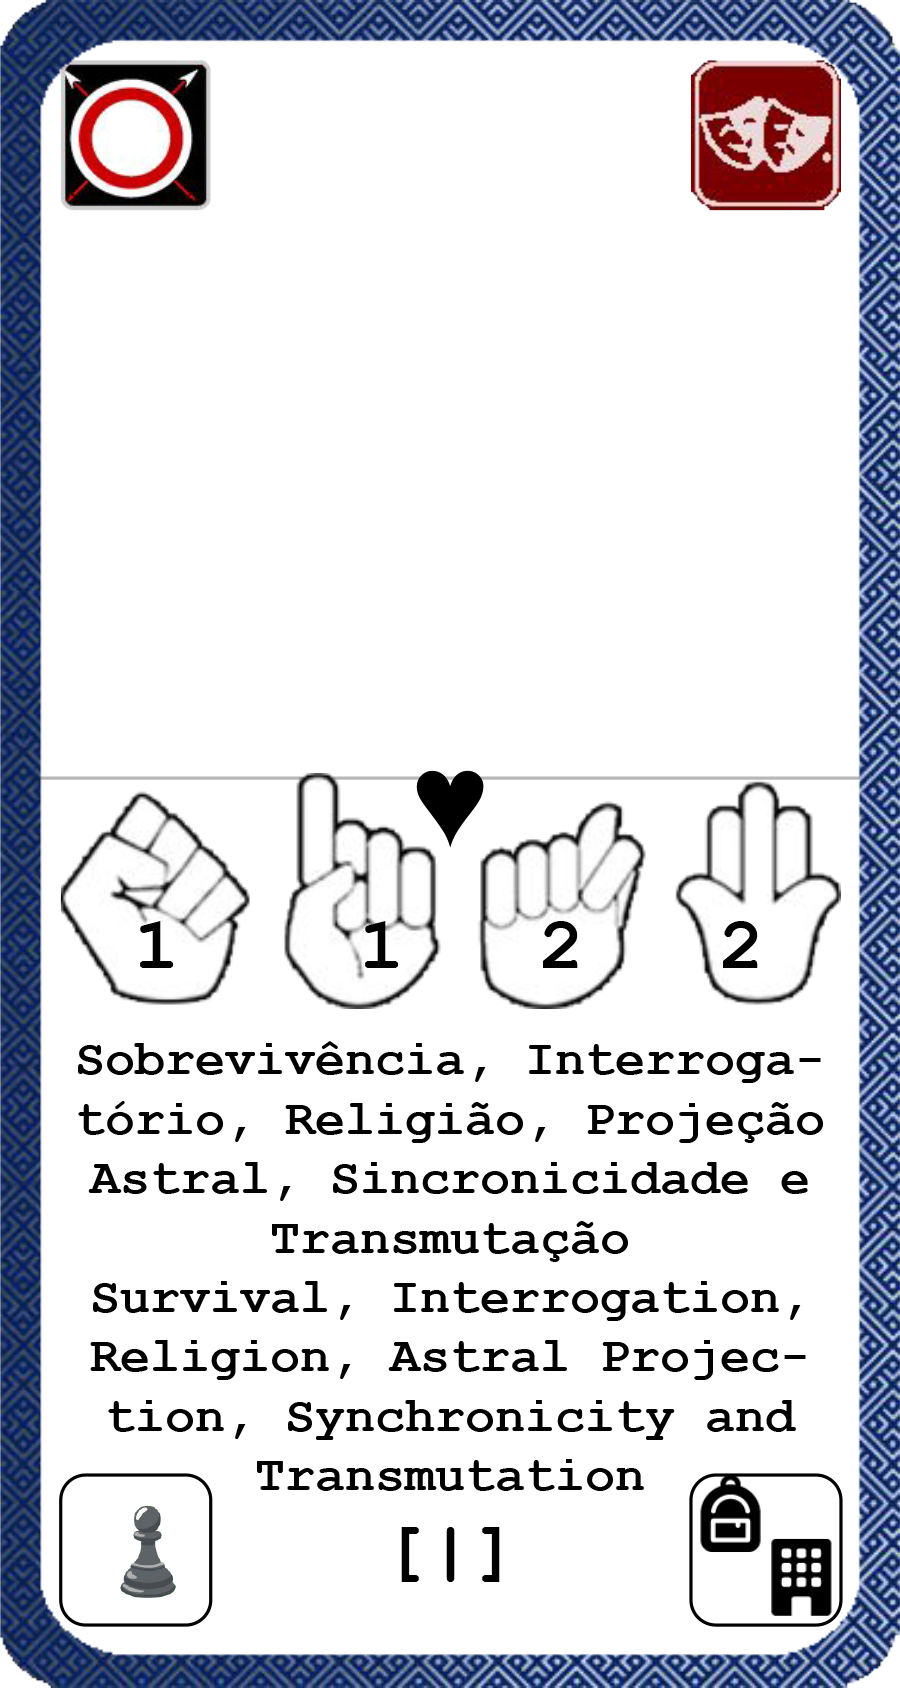 1 1 2 2
Sobrevivência, Interroga-
tório, Religião, Projeção
Astral, Sincronicidade e
Transmutação
Survival, Interrogation,
Religion, Astral Projec-
tion, Synchronicity and
Transmutation
[|]